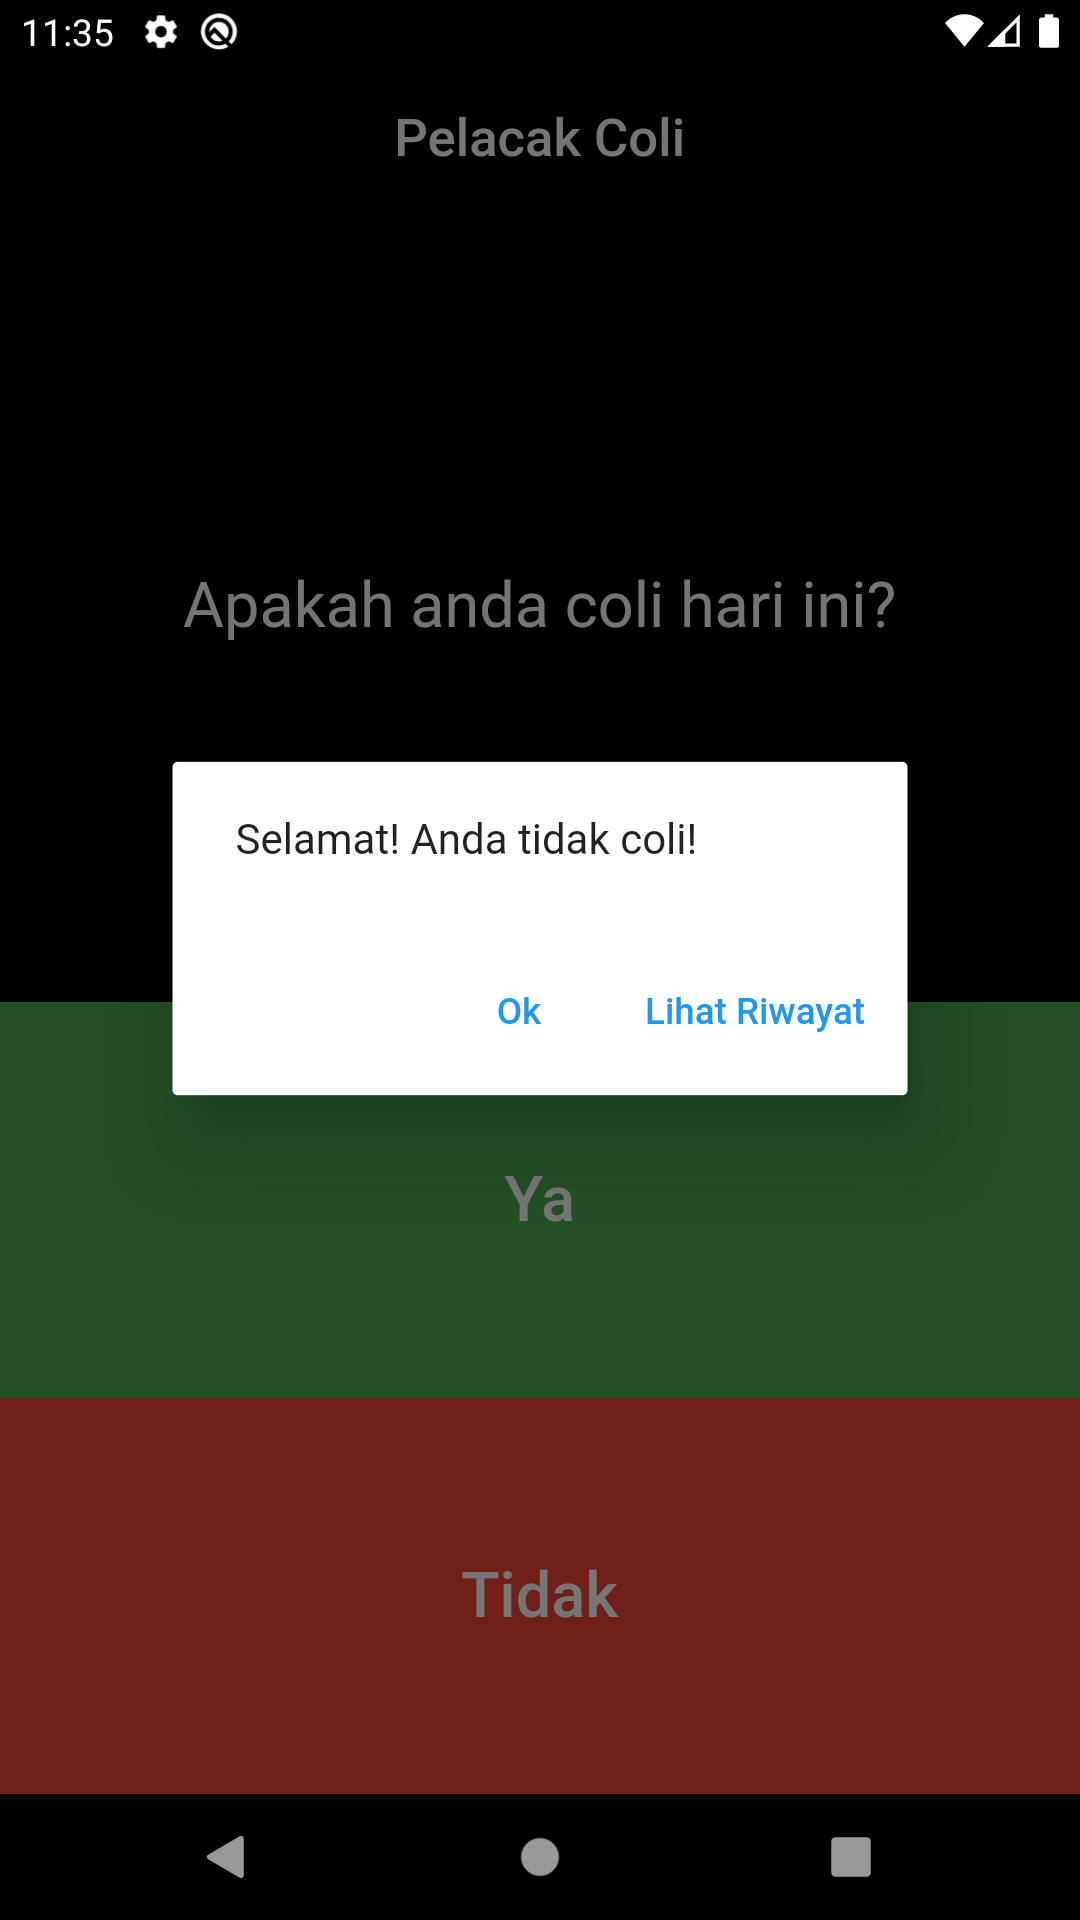 11:35
Pelacak Coli
Apakah anda coli hari ini?
Selamat! Anda tidak coli!
Ok Lihat Riwayat
Ya
Tidak